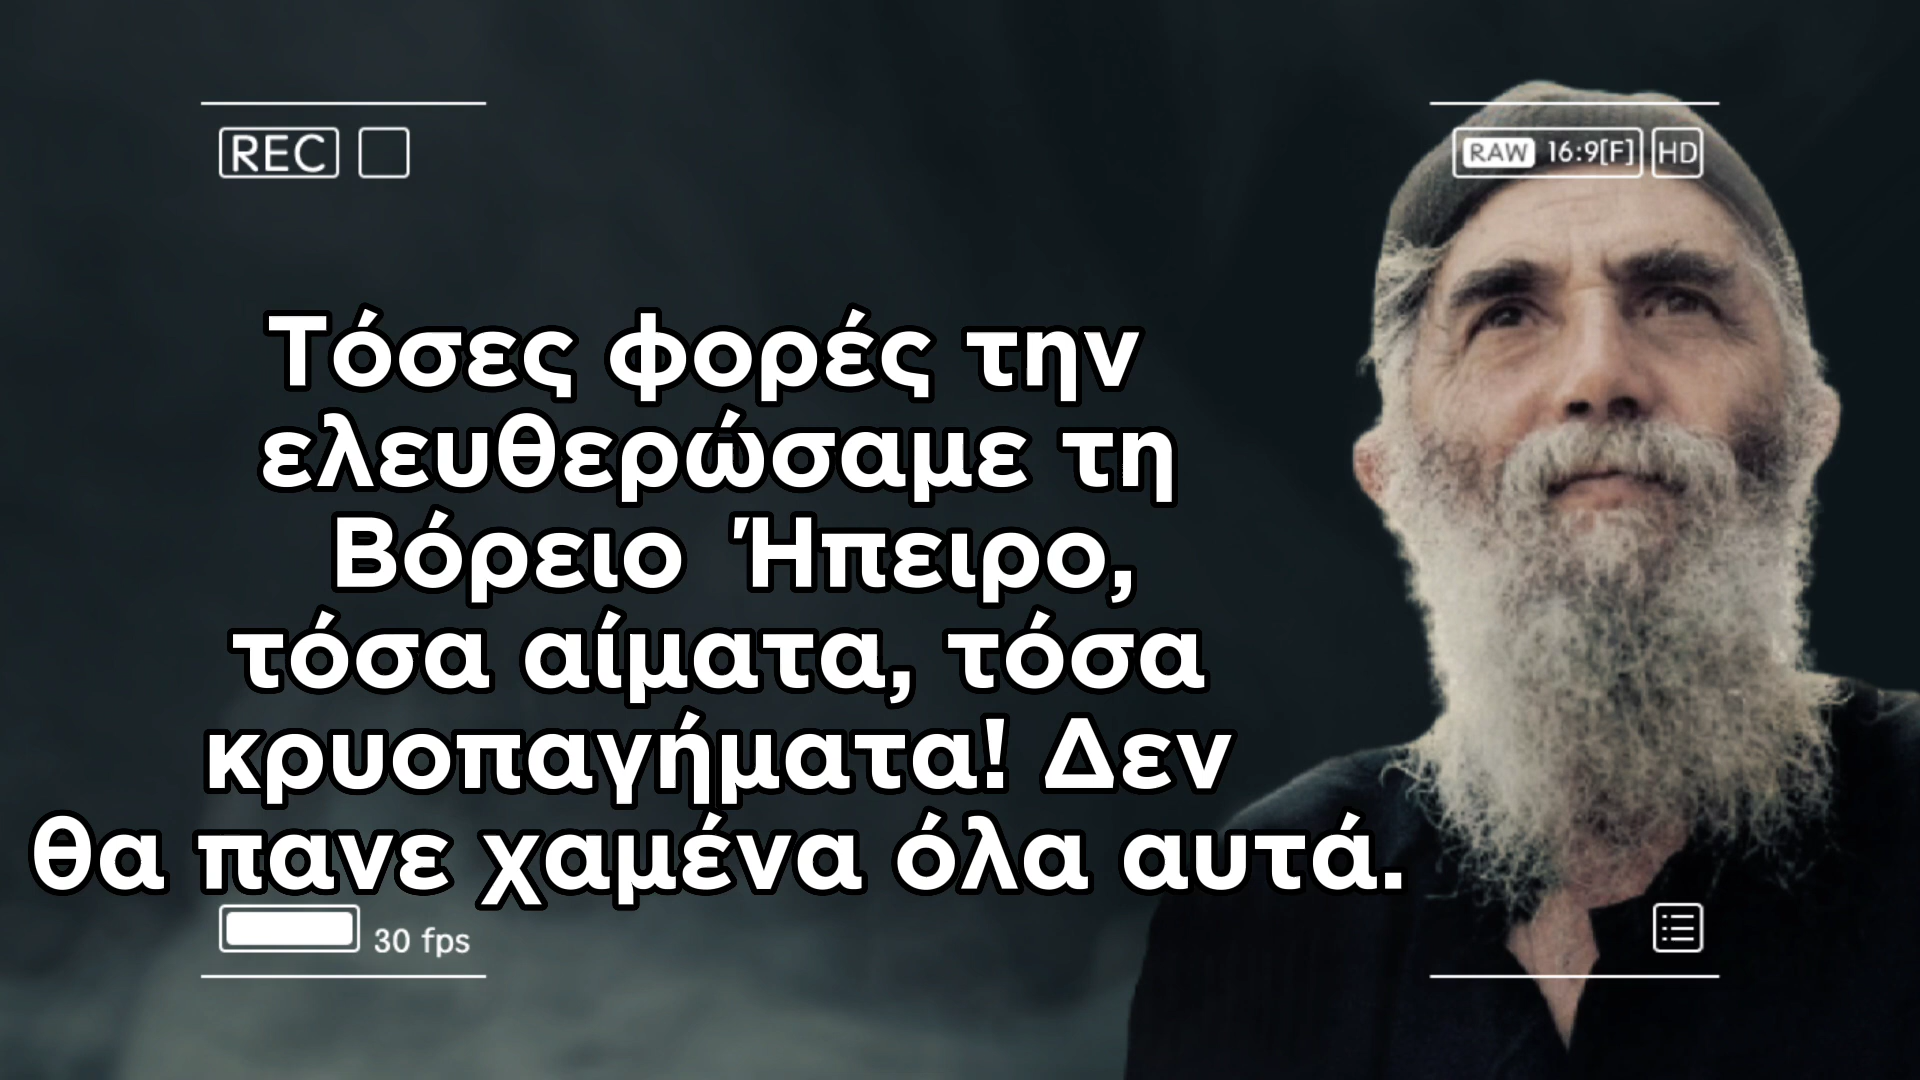 REC
RAW 16:9[F] HD
Τόσες φορές την
ελευθερώσαμε τη
Βόρειο Ήπειρο,
τόσα αίματα, τόσα
κρυοπαγήματα! Δεν
θα πανε χαμένα όλα αυτά.
30 fps